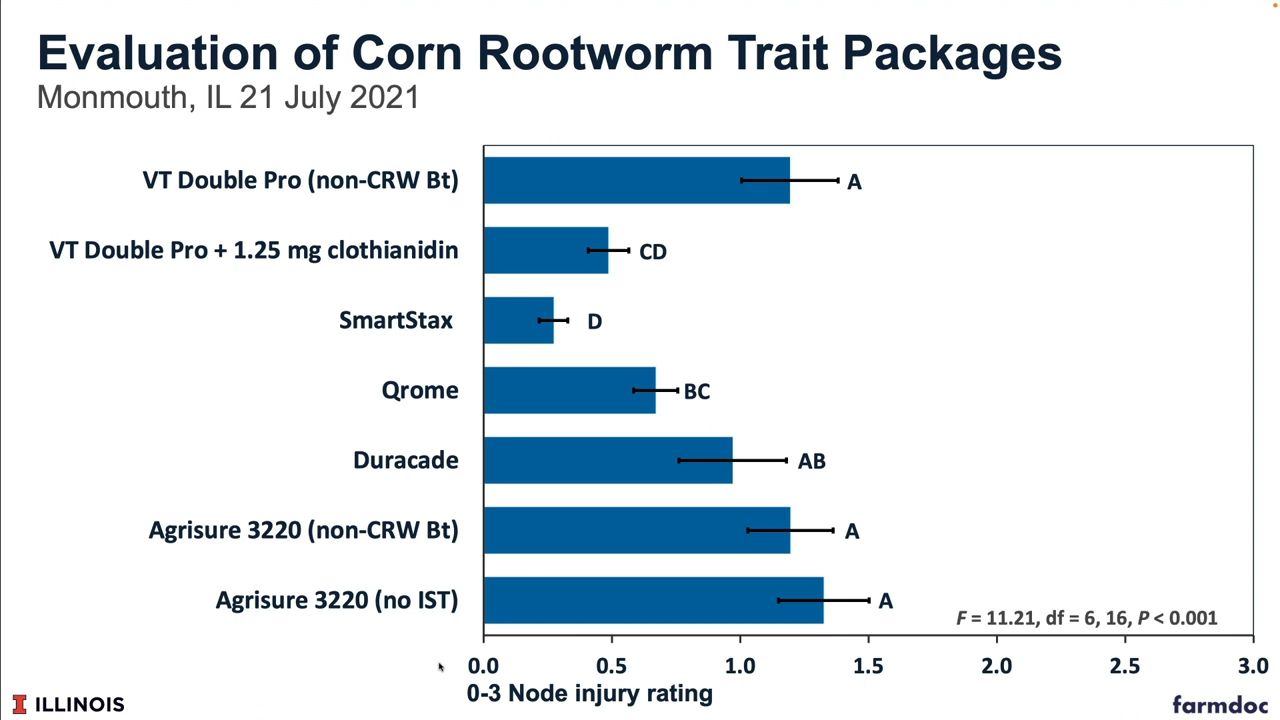 Evaluation of Corn Rootworm Trait Packages
Monmouth, IL 21 July 2021
VT Double Pro (non-CRW Bt)
A
VT Double Pro + 1.25 mg clothianidin
CD
SmartStax
D
Qrome
BC
Duracade
AB
Agrisure 3220 (non-CRW Bt)
A
Agrisure 3220 (no IST)
A
F = 11.21, df = 6, 16, P < 0.001
0.0 0.5 1.0 1.5 2.0 2.5 3.0
0-3 Node injury rating
I ILLINOIS
farmdoc